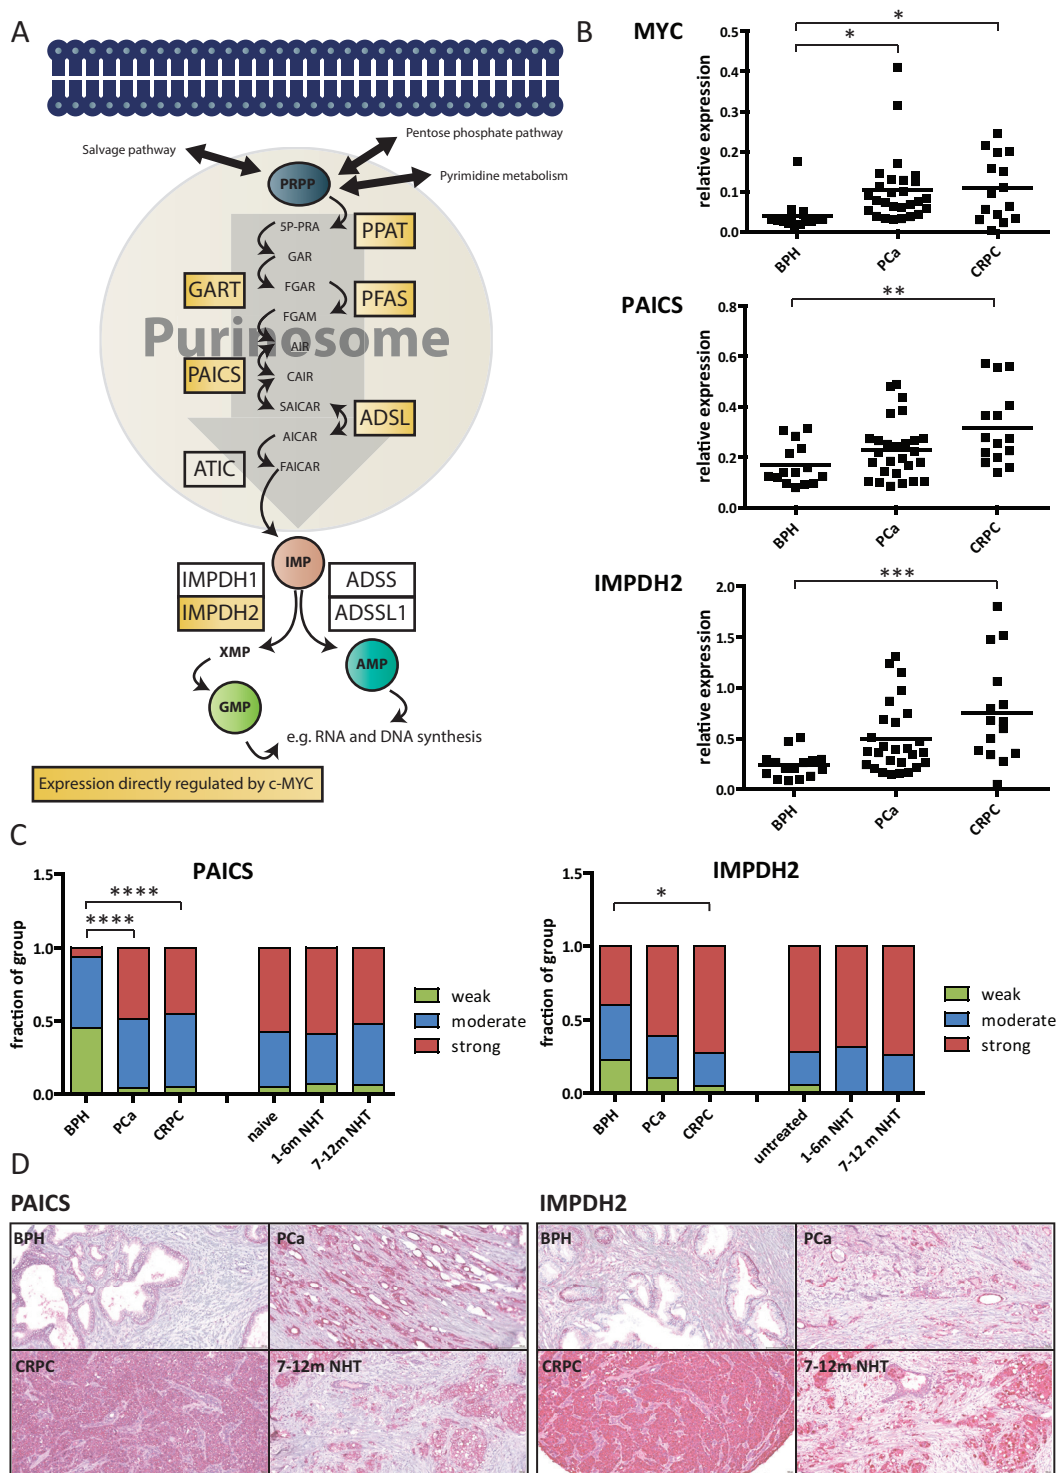 A
Salvage pathway
Pentose phosphate pathway
Pyrimidine metabolism
PRPP
5P-PRA
PPAT
GAR
GART
FGAR
PFAS
FGAM
Purinosome
AIR
PAICS
CAIR
SAICAR
ADSL
AICAR
ATIC
FAICAR
IMP
IMPDH1
ADSS
IMPDH2
ADSSL1
XMP
AMP
GMP
e.g. RNA and DNA synthesis
Expression directly regulated by c-MYC
B
MYC
*
*
relative expression
0.5
0.4
0.3
0.2
0.1
0.0
BPH
PCa
CRPC
PAICS
**
relative expression
0.8
0.6
0.4
0.2
0.0
BPH
PCa
CRPC
IMPDH2
***
relative expression
2.0
1.5
1.0
0.5
0.0
BPH
PCa
CRPC
C
PAICS
****
****
fraction of group
1.5
1.0
0.5
0.0
BPH
PCa
CRPC
naive
1-6m NHT
7-12m NHT
weak
moderate
strong
IMPDH2
*
fraction of group
1.5
1.0
0.5
0.0
BPH
PCa
CRPC
untreated
1-6m NHT
7-12 m NHT
weak
moderate
strong
D
PAICS
BPH
PCa
CRPC
7-12m NHT
IMPDH2
BPH
PCa
CRPC
7-12m NHT